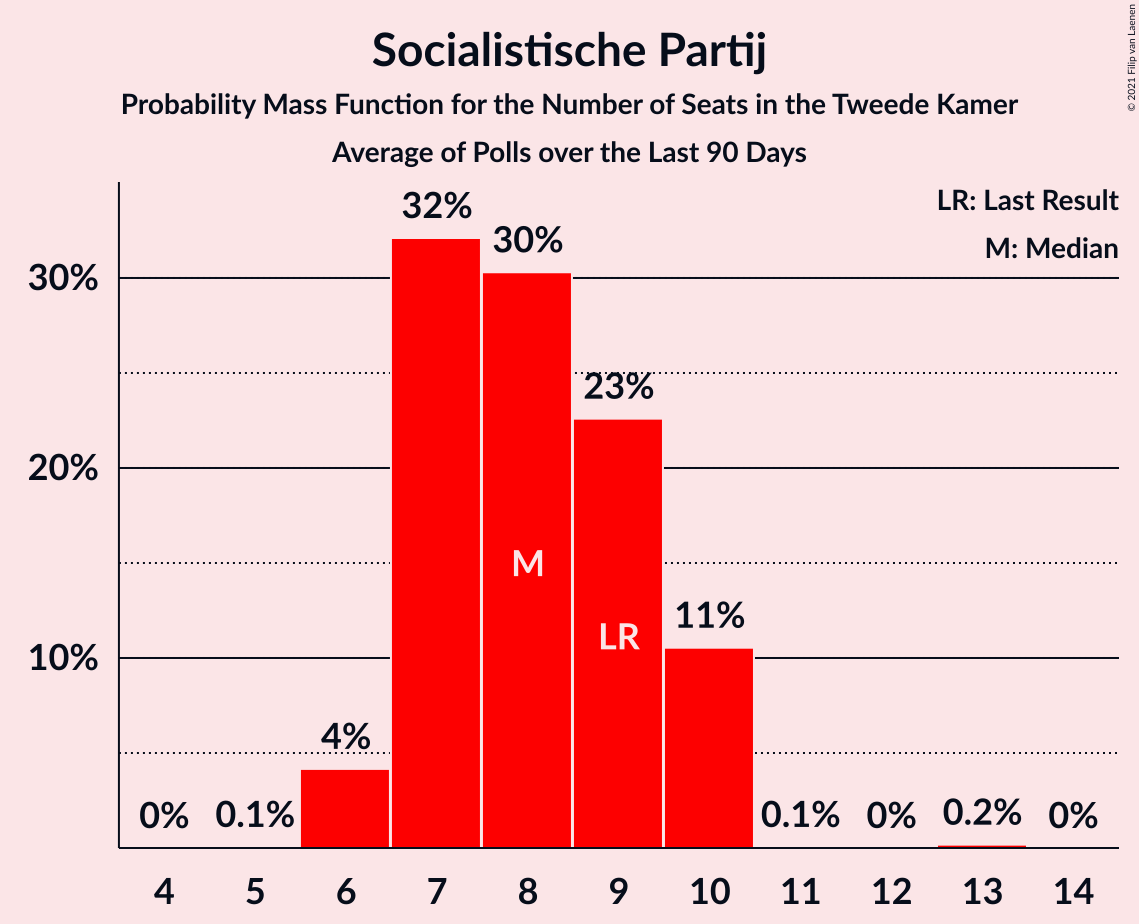 Socialistische Partij
Probability Mass Function for the Number of Seats in the Tweede Kamer
Average of Polls over the Last 90 Days
© 2021 Filip van Laenen
LR: Last Result
M: Median
30%
20%
10%
0%
0.1%
4%
32%
30%
23%
11%
0.1%
0%
0.2%
0%
M
LR
4 5 6 7 8 9 10 11 12 13 14